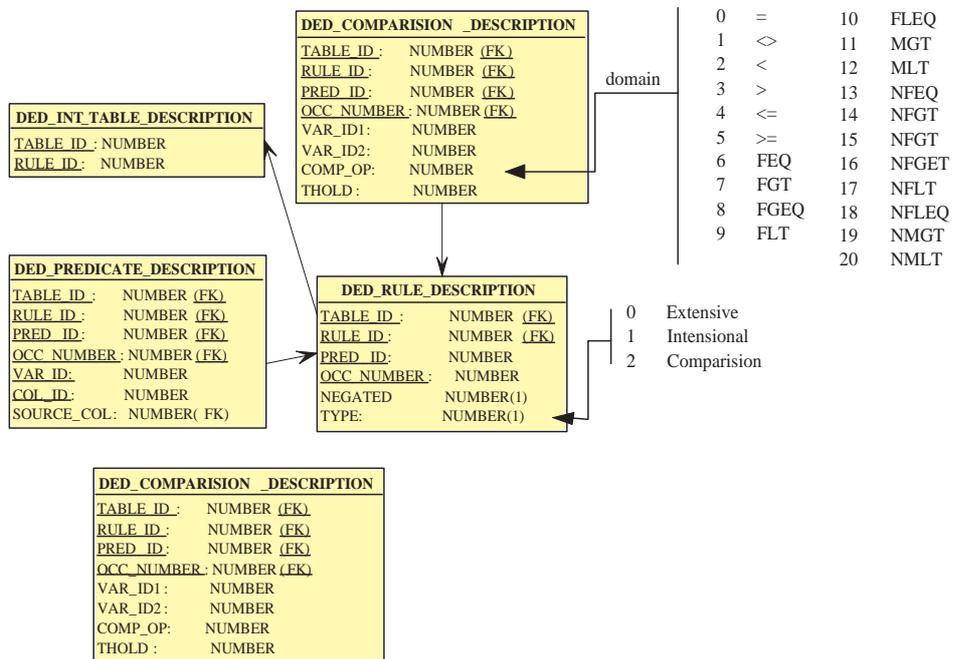 DED_COMPARISION _DESCRIPTION
TABLE_ID : NUMBER (FK)
RULE_ID : NUMBER (FK)
PRED_ID : NUMBER (FK)
OCC_NUMBER : NUMBER (FK)
VAR_ID1: NUMBER
VAR_ID2: NUMBER
COMP_OP: NUMBER
THOLD : NUMBER
domain
0 =
1 <>
2 <
3 >
4 <=
5 >=
6 FEQ
7 FGT
8 FGEQ
9 FLT
10 FLEQ
11 MGT
12 MLT
13 NFEQ
14 NFGT
15 NFGT
16 NFGET
17 NFLT
18 NFLEQ
19 NMGT
20 NMLT
DED_INT_TABLE_DESCRIPTION
TABLE_ID : NUMBER
RULE_ID : NUMBER
DED_PREDICATE_DESCRIPTION
TABLE_ID : NUMBER (FK)
RULE_ID : NUMBER (FK)
PRED_ID : NUMBER (FK)
OCC_NUMBER : NUMBER (FK)
VAR_ID: NUMBER
COL_ID : NUMBER
SOURCE_COL: NUMBER( FK)
DED_RULE_DESCRIPTION
TABLE_ID : NUMBER (FK)
RULE_ID : NUMBER (FK)
PRED_ID: NUMBER
OCC_NUMBER : NUMBER
NEGATED NUMBER(1)
TYPE: NUMBER(1)
0 Extensive
1 Intensional
2 Comparision
DED_COMPARISION _DESCRIPTION
TABLE_ID : NUMBER (FK)
RULE_ID : NUMBER (FK)
PRED_ID : NUMBER (FK)
OCC_NUMBER : NUMBER (FK)
VAR_ID1 : NUMBER
VAR_ID2 : NUMBER
COMP_OP: NUMBER
THOLD : NUMBER